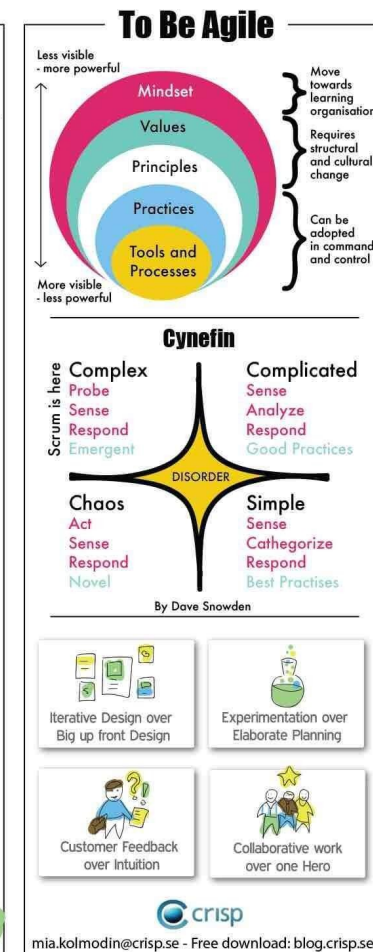 To Be Agile
Less visible
- more powerful
Mindset
Values
Principles
Practices
Tools and
Processes
More visible
- less powerful
Move
towards
learning
organisation
Requires
structural
and cultural
change
Can be
adopted
in command
and control
Cynefin
Scrum is here
Complex
Probe
Sense
Respond
Emergent
Complicated
Sense
Analyze
Respond
Good Practices
DISORDER
Chaos
Act
Sense
Respond
Novel
Simple
Sense
Cathegorize
Respond
Best Practises
By Dave Snowden
Iterative Design over
Big up front Design
Experimentation over
Elaborate Planning
Customer Feedback
over Intuition
Collaborative work
over one Hero
crisp
mia.kolmodin@crisp.se - Free download: blog.crisp.se